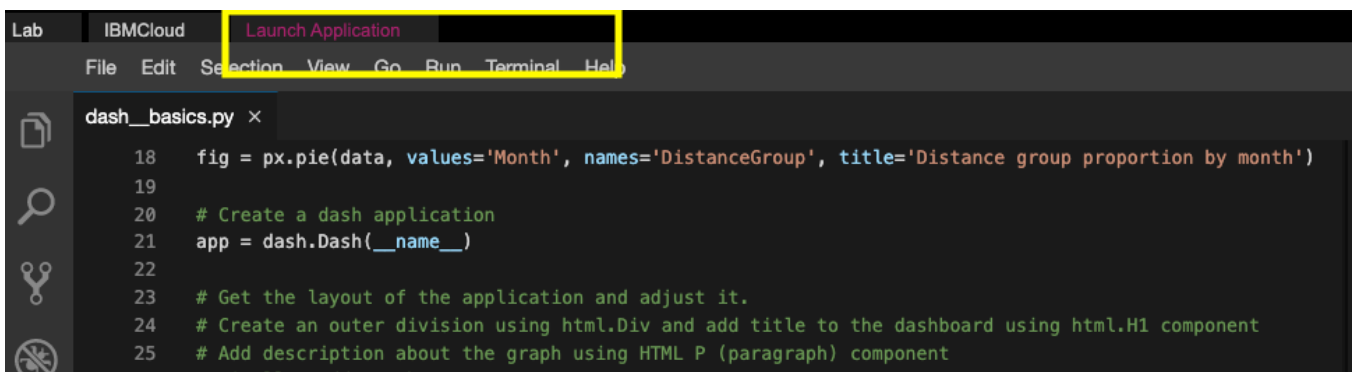 Lab IBMCloud Launch Application
File Edit Selection View Go Run Terminal Help
dash__basics.py ×
18 fig = px.pie(data, values='Month', names='DistanceGroup', title='Distance group proportion by month')
19
20 # Create a dash application
21 app = dash.Dash(__name__)
22
23 # Get the layout of the application and adjust it.
24 # Create an outer division using html.Div and add title to the dashboard using html.H1 component
25 # Add description about the graph using HTML P (paragraph) component